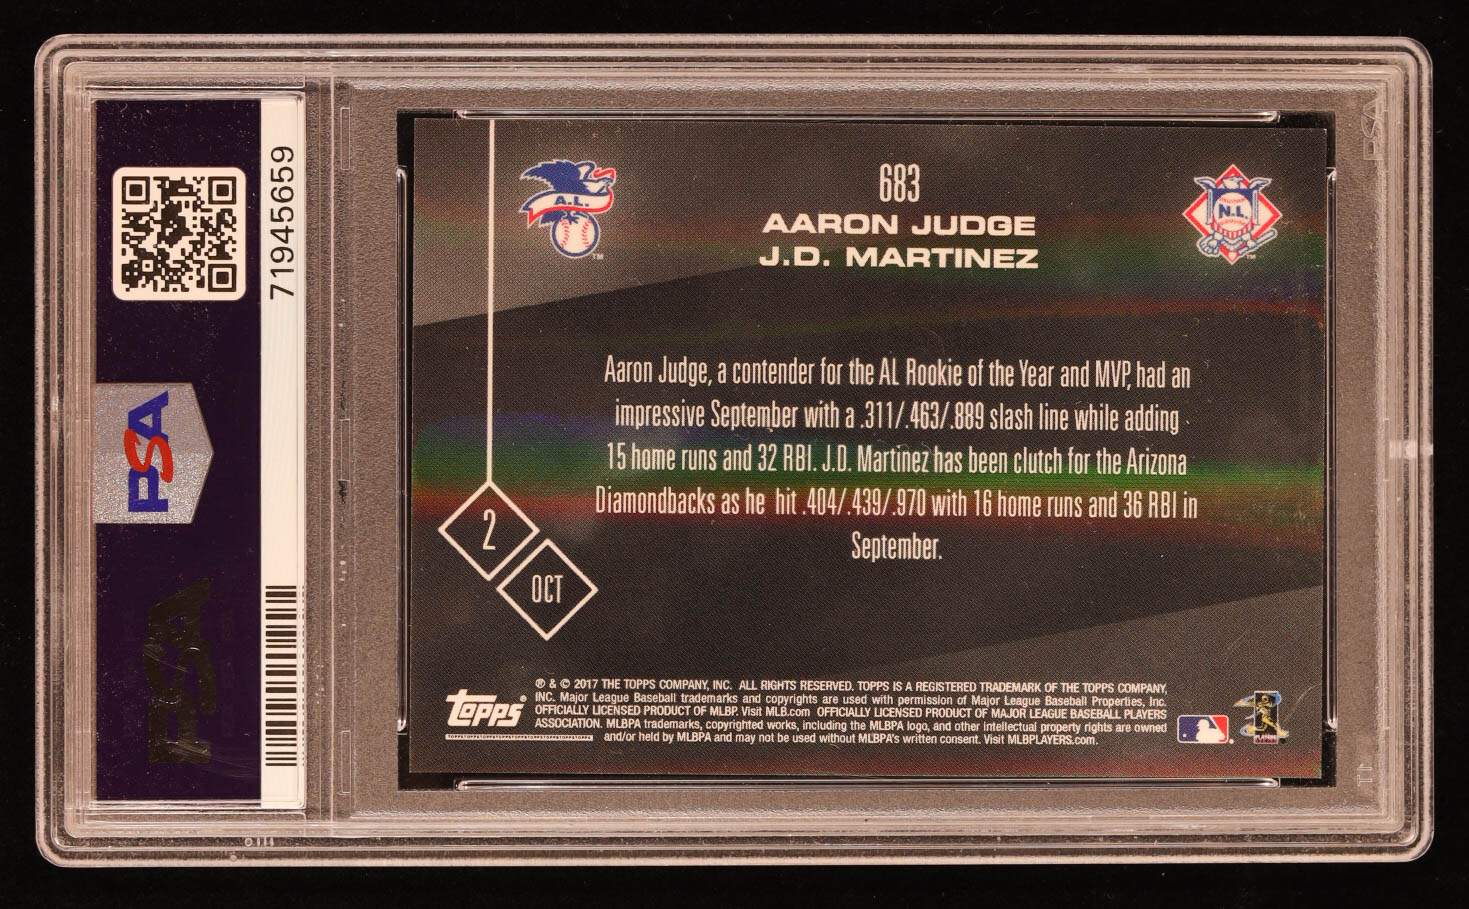 71945659
PSA
A.L.
TM
683
AARON JUDGE
J.D. MARTINEZ
N.L.
TM
Aaron Judge, a contender for the AL Rookie of the Year and MVP, had an
impressive September with a .311/.463/.889 slash line while adding
15 home runs and 32 RBI. J.D. Martinez has been clutch for the Arizona
Diamondbacks as he hit .404/.439/.970 with 16 home runs and 36 RBI in
September.
2
OCT
PSA
Topps®
® & © 2017 THE TOPPS COMPANY, INC. ALL RIGHTS RESERVED. TOPPS IS A REGISTERED TRADEMARK OF THE TOPPS COMPANY,
INC. Major League Baseball trademarks and copyrights are used with permission of Major League Baseball Properties, Inc.
OFFICIALLY LICENSED PRODUCT OF MLBP. Visit MLB.com OFFICIALLY LICENSED PRODUCT OF MAJOR LEAGUE BASEBALL PLAYERS
ASSOCIATION. MLBPA trademarks, copyrighted works, including the MLBPA logo, and other intellectual property rights are owned
and/or held by MLBPA and may not be used without MLBPA's written consent. Visit MLBPLAYERS.com.
PSA